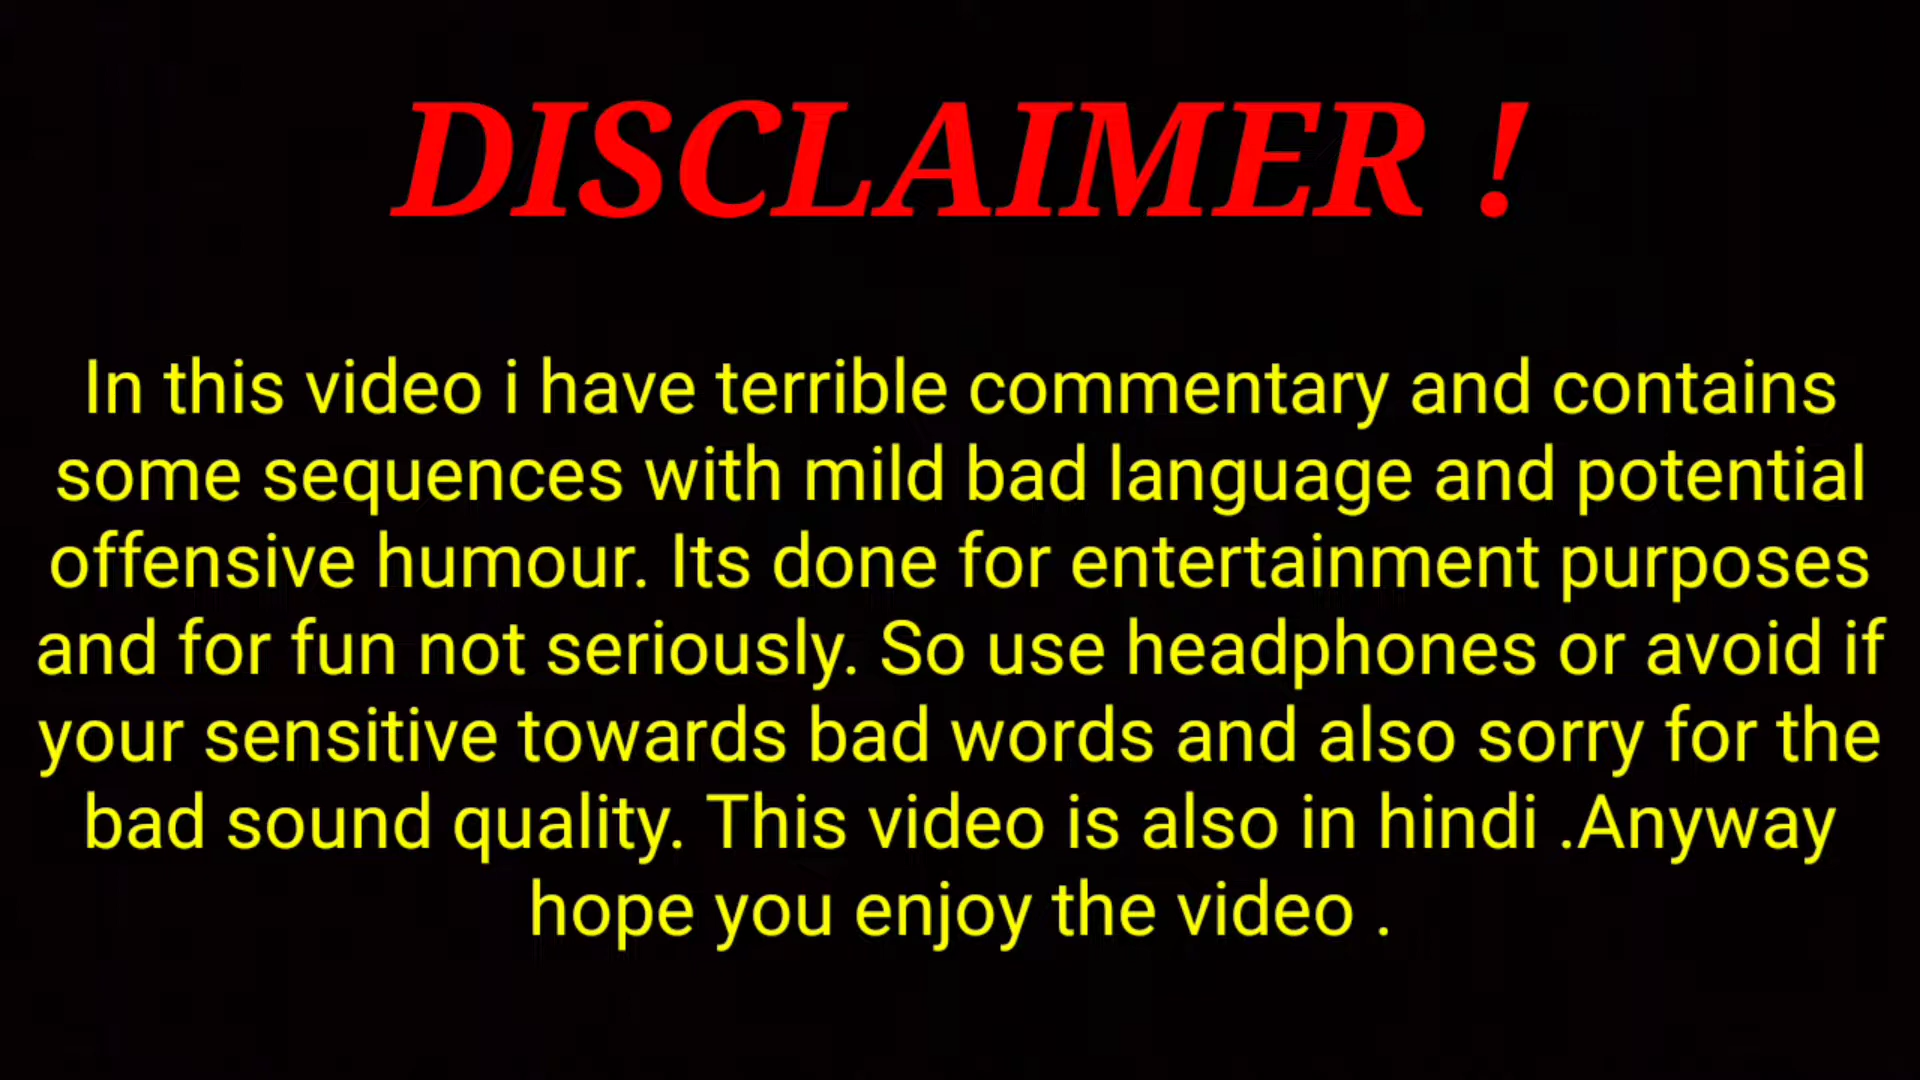 DISCLAIMER !
In this video i have terrible commentary and contains
some sequences with mild bad language and potential
offensive humour. Its done for entertainment purposes
and for fun not seriously. So use headphones or avoid if
your sensitive towards bad words and also sorry for the
bad sound quality. This video is also in hindi .Anyway
hope you enjoy the video .